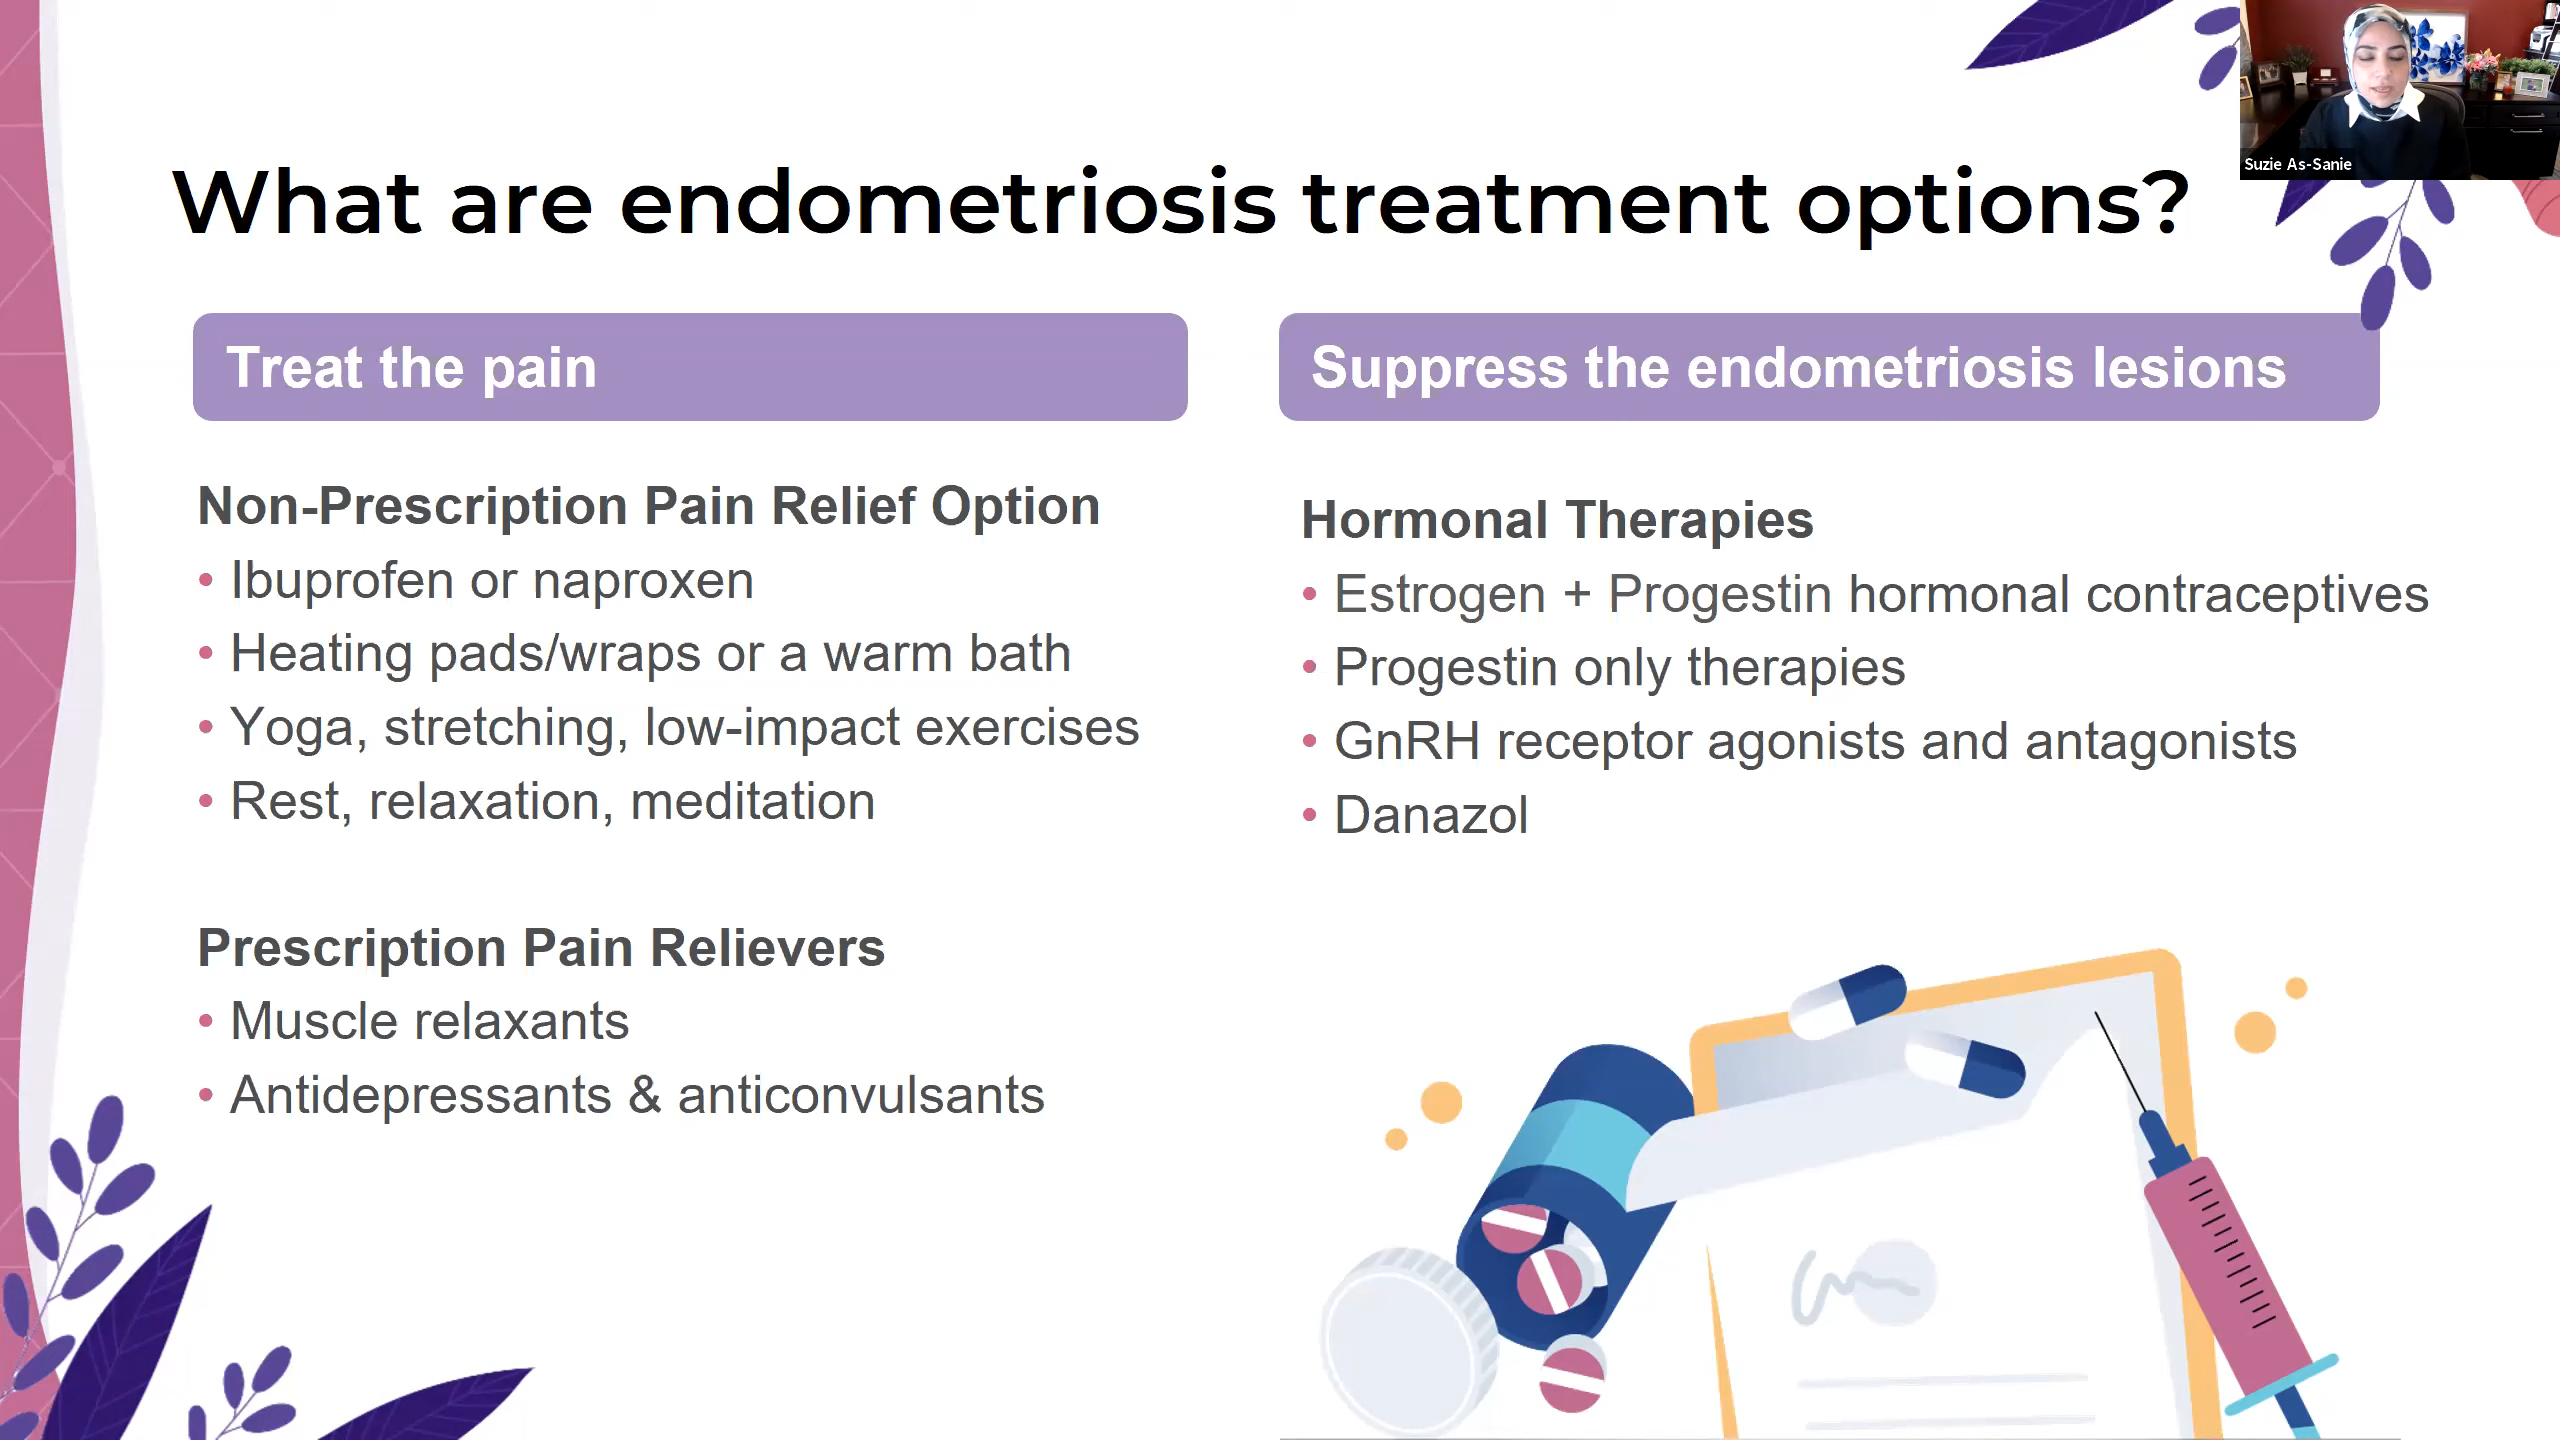 Suzie As-Sanie
What are endometriosis treatment options?
Treat the pain
Non-Prescription Pain Relief Option
• Ibuprofen or naproxen
• Heating pads/wraps or a warm bath
• Yoga, stretching, low-impact exercises
• Rest, relaxation, meditation
Prescription Pain Relievers
• Muscle relaxants
• Antidepressants & anticonvulsants
Suppress the endometriosis lesions
Hormonal Therapies
• Estrogen + Progestin hormonal contraceptives
• Progestin only therapies
• GnRH receptor agonists and antagonists
• Danazol